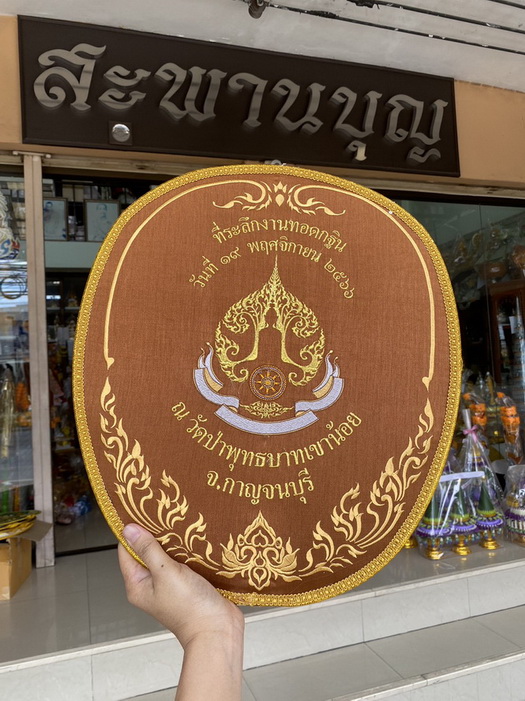 สะพานบุญ
ที่ระลึกงานทอดกฐิน
วันที่ ๑๙ พฤศจิกายน ๒๕๖๖
ณ วัดป่าพุทธบาทเขาน้อย
จ.กาญจนบุรี